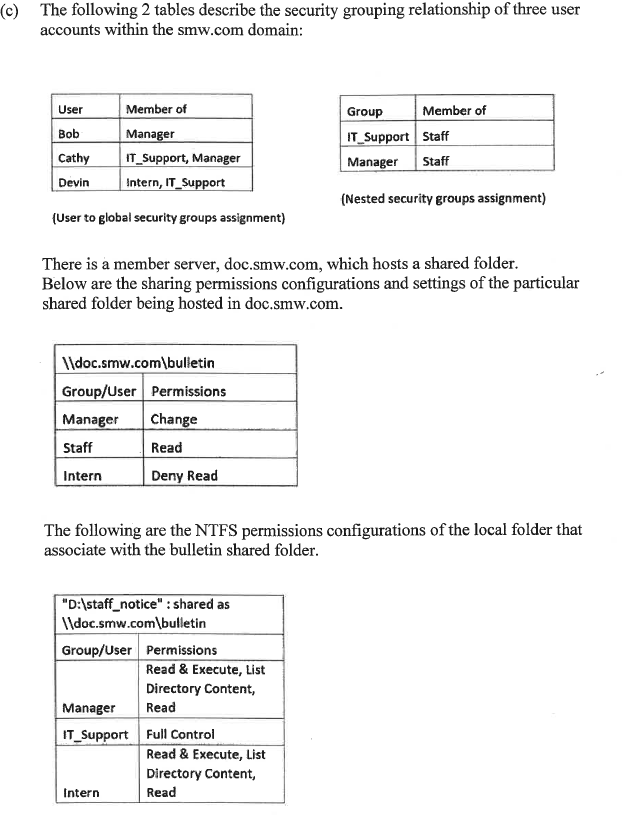 (c) The following 2 tables describe the security grouping relationship of three user
accounts within the smw.com domain:
User Member of
Bob Manager
Cathy IT_Support, Manager
Devin Intern, IT_Support
(User to global security groups assignment)
Group Member of
IT_Support Staff
Manager Staff
(Nested security groups assignment)
There is a member server, doc.smw.com, which hosts a shared folder.
Below are the sharing permissions configurations and settings of the particular
shared folder being hosted in doc.smw.com.
\\doc.smw.com\bulletin
Group/User Permissions
Manager Change
Staff Read
Intern Deny Read
The following are the NTFS permissions configurations of the local folder that
associate with the bulletin shared folder.
"D:\staff_notice" : shared as
\\doc.smw.com\bulletin
Group/User Permissions
Read & Execute, List
Directory Content,
Manager Read
IT_Support Full Control
Read & Execute, List
Directory Content,
Intern Read